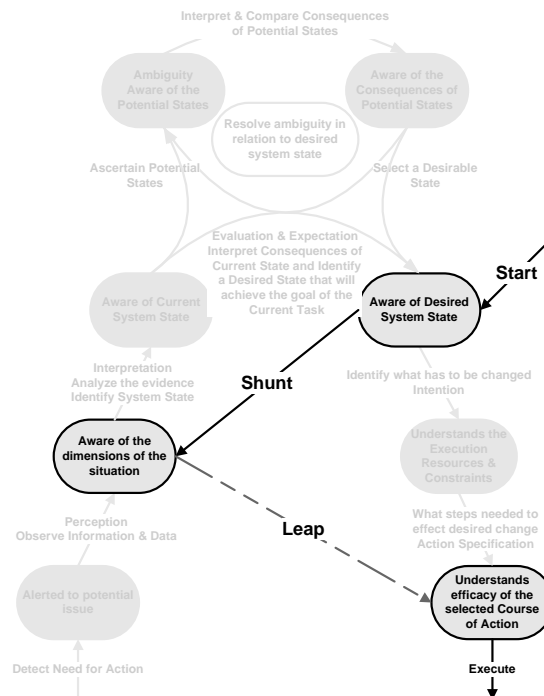 Interpret & Compare Consequences
of Potential States
Ambiguity
Aware of the
Potential States
Aware of the
Consequences of
Potential States
Resolve ambiguity in
relation to desired
system state
Ascertain Potential
States
Select a Desirable
State
Evaluation & Expectation
Interpret Consequences of
Current State and Identify
a Desired State that will
achieve the goal of the
Current Task
Start
Aware of Current
System State
Aware of Desired
System State
Interpretation
Analyze the evidence
Identify System State
Shunt
Identify what has to be changed
Intention
Aware of the
dimensions of the
situation
Understands the
Execution
Resources &
Constraints
Perception
Observe Information & Data
Leap
What steps needed to
effect desired change
Action Specification
Alerted to potential
issue
Understands
efficacy of the
selected Course
of Action
Detect Need for Action
Execute